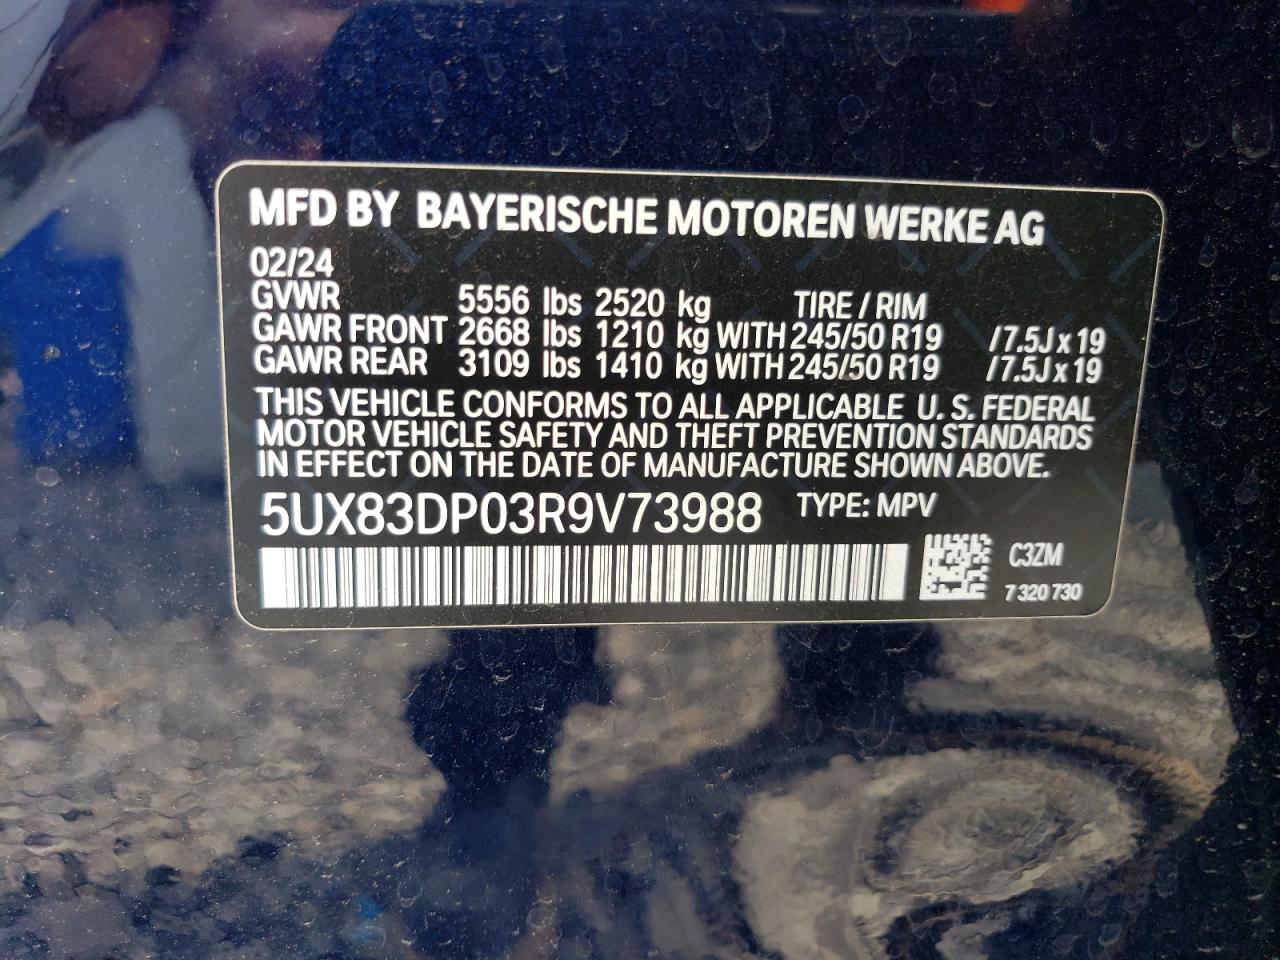 MFD BY BAYERISCHE MOTOREN WERKE AG
02/24
GVWR 5556 lbs 2520 kg TIRE / RIM
GAWR FRONT 2668 lbs 1210 kg WITH 245/50 R19 /7.5J x 19
GAWR REAR 3109 lbs 1410 kg WITH 245/50 R19 /7.5J x 19
THIS VEHICLE CONFORMS TO ALL APPLICABLE U. S. FEDERAL
MOTOR VEHICLE SAFETY AND THEFT PREVENTION STANDARDS
IN EFFECT ON THE DATE OF MANUFACTURE SHOWN ABOVE.
5UX83DP03R9V73988 TYPE: MPV
C3ZM
7 320 730